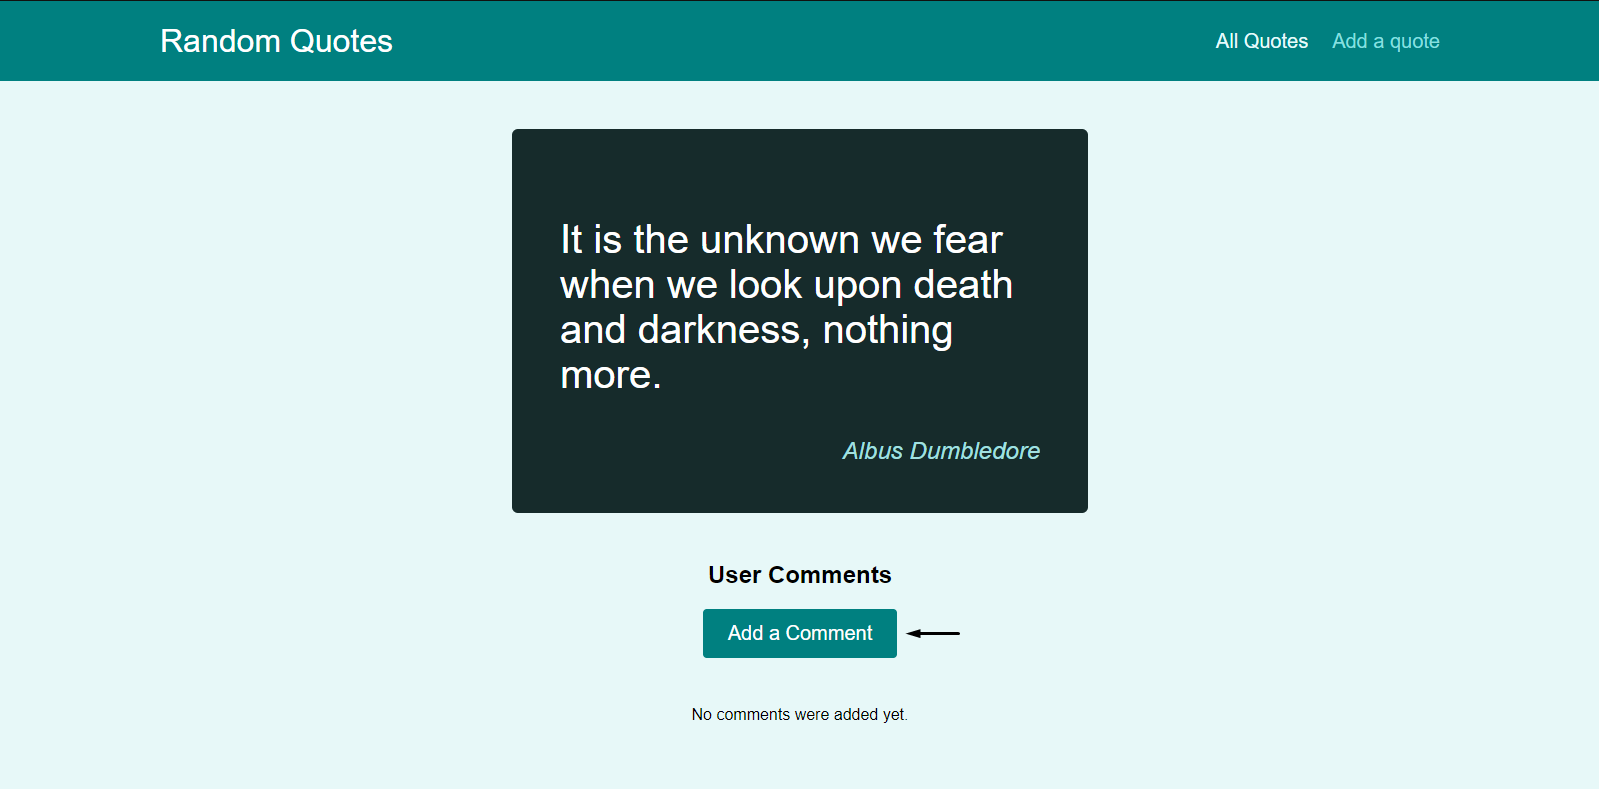 Random Quotes
All Quotes
Add a quote
It is the unknown we fear
when we look upon death
and darkness, nothing
more.
Albus Dumbledore
User Comments
Add a Comment
No comments were added yet.